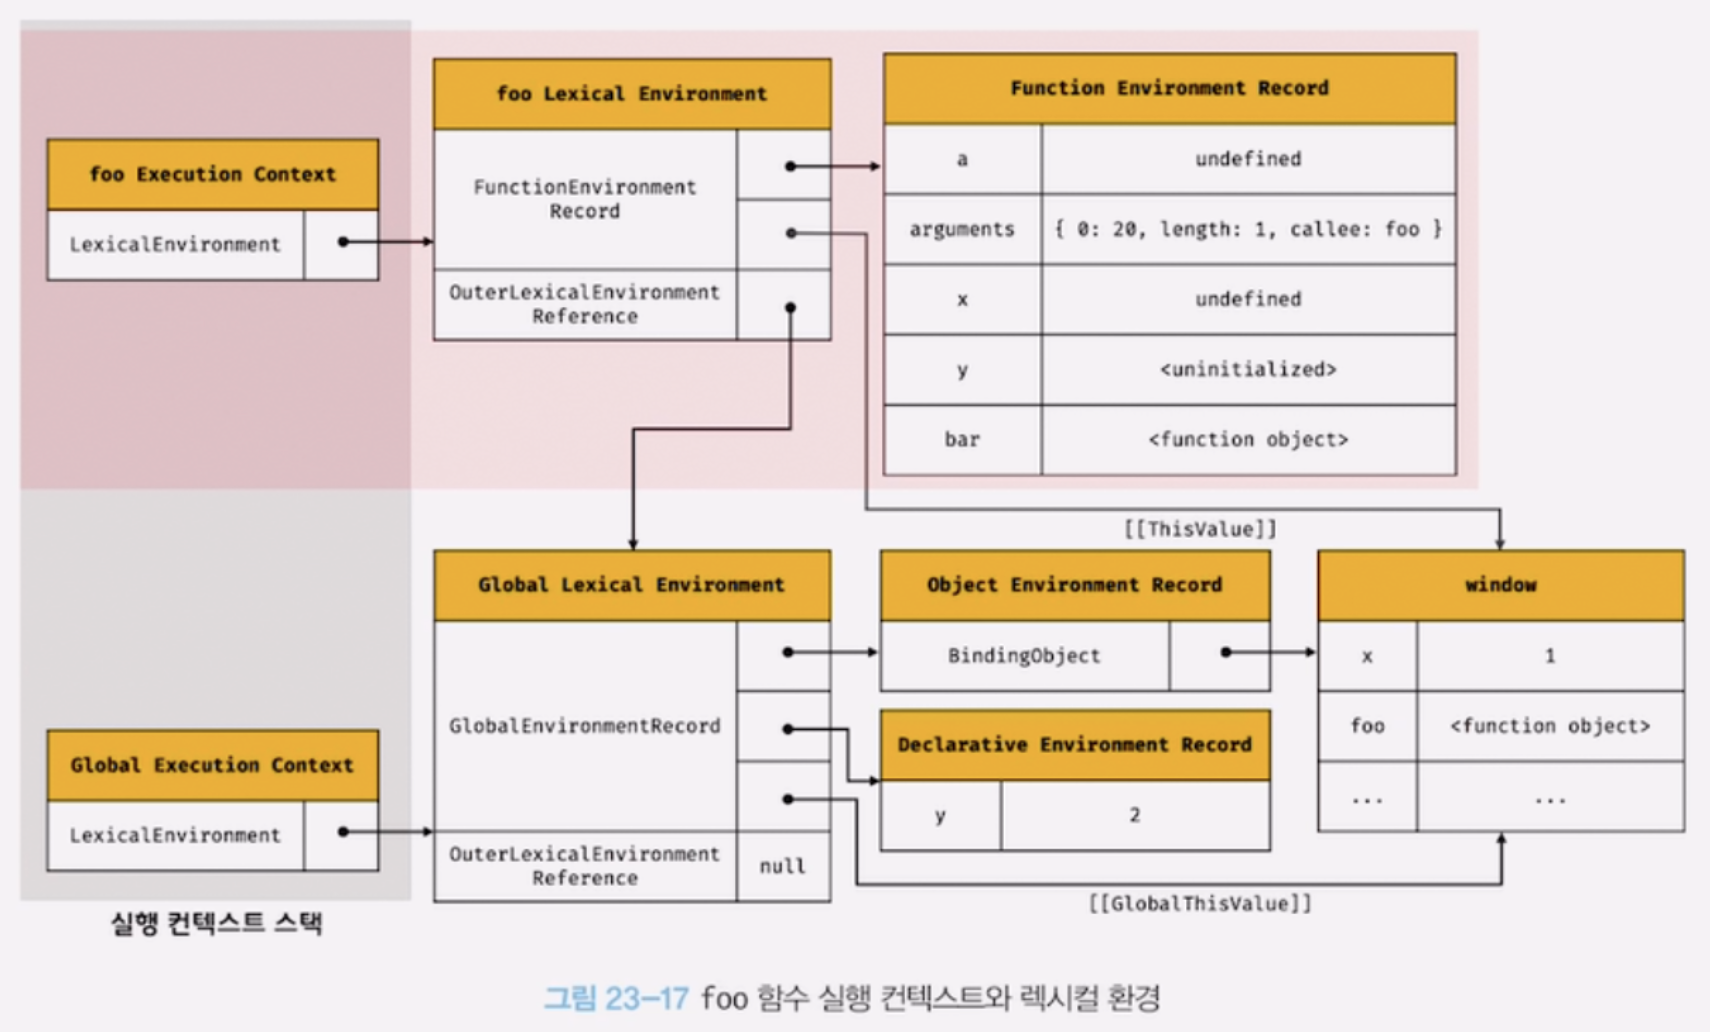 foo Lexical Environment
Function Environment Record
foo Execution Context
LexicalEnvironment
FunctionEnvironment
Record
OuterLexicalEnvironment
Reference
a
undefined
arguments
{ 0: 20, length: 1, callee: foo }
x
undefined
y
<uninitialized>
bar
<function object>
[[ThisValue]]
Global Lexical Environment
Object Environment Record
window
BindingObject
x
1
GlobalEnvironmentRecord
foo
<function object>
Declarative Environment Record
...
...
y
2
Global Execution Context
LexicalEnvironment
OuterLexicalEnvironment
Reference
null
[[GlobalThisValue]]
실행 컨텍스트 스택
그림 23-17 foo 함수 실행 컨텍스트와 렉시컬 환경